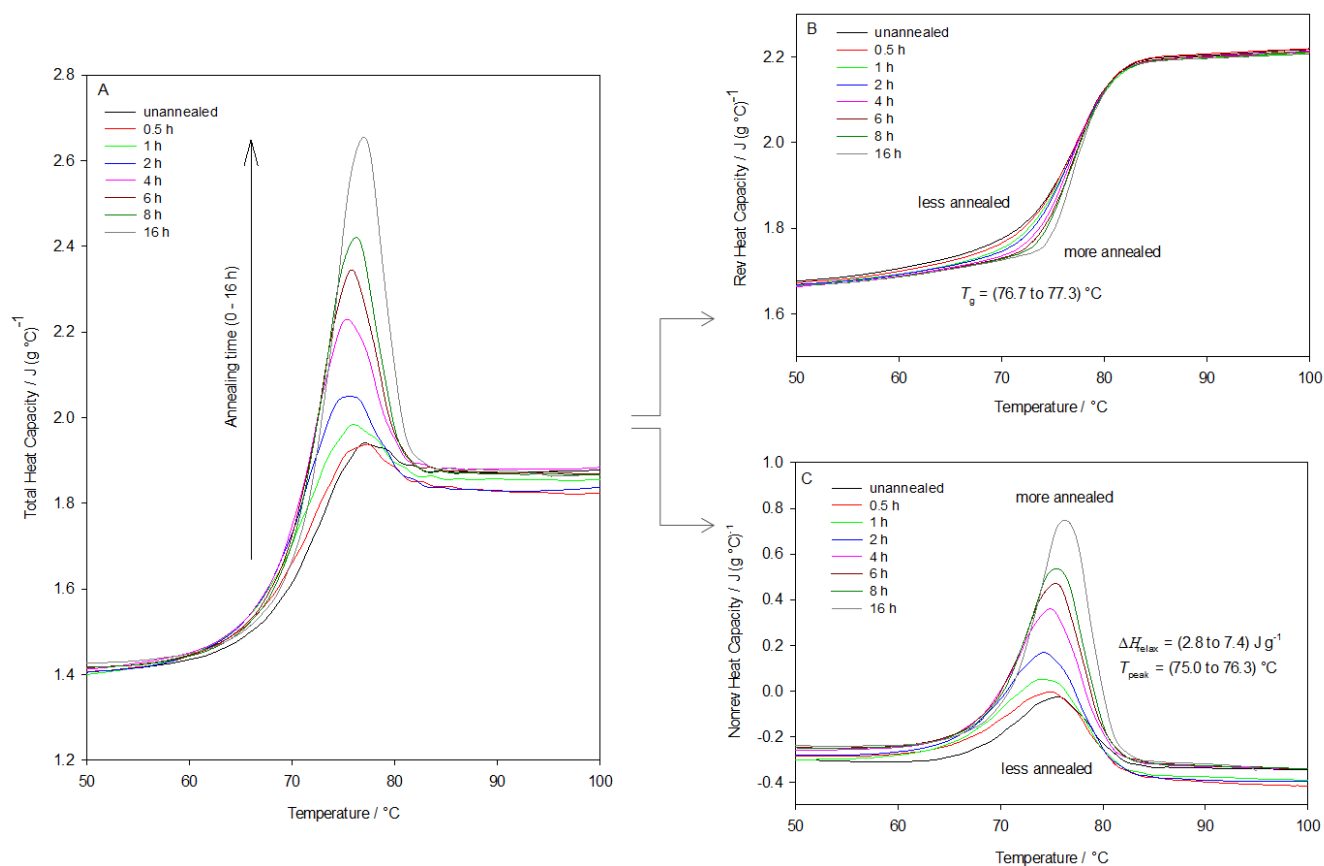 A
unannealed
0.5 h
1 h
2 h
4 h
6 h
8 h
16 h
Annealing time (0 - 16 h)
Total Heat Capacity / J (g °C)⁻¹
2.8
2.6
2.4
2.2
2.0
1.8
1.6
1.4
1.2
50 60 70 80 90 100
Temperature / °C
B
unannealed
0.5 h
1 h
2 h
4 h
6 h
8 h
16 h
less annealed
more annealed
Tg = (76.7 to 77.3) °C
Rev Heat Capacity / J (g °C)⁻¹
2.2
2.0
1.8
1.6
50 60 70 80 90 100
Temperature / °C
C
unannealed
0.5 h
1 h
2 h
4 h
6 h
8 h
16 h
more annealed
less annealed
ΔHrelax = (2.8 to 7.4) J g⁻¹
Tpeak = (75.0 to 76.3) °C
Nonrev Heat Capacity / J (g °C)⁻¹
1.0
0.8
0.6
0.4
0.2
0.0
-0.2
-0.4
50 60 70 80 90 100
Temperature / °C